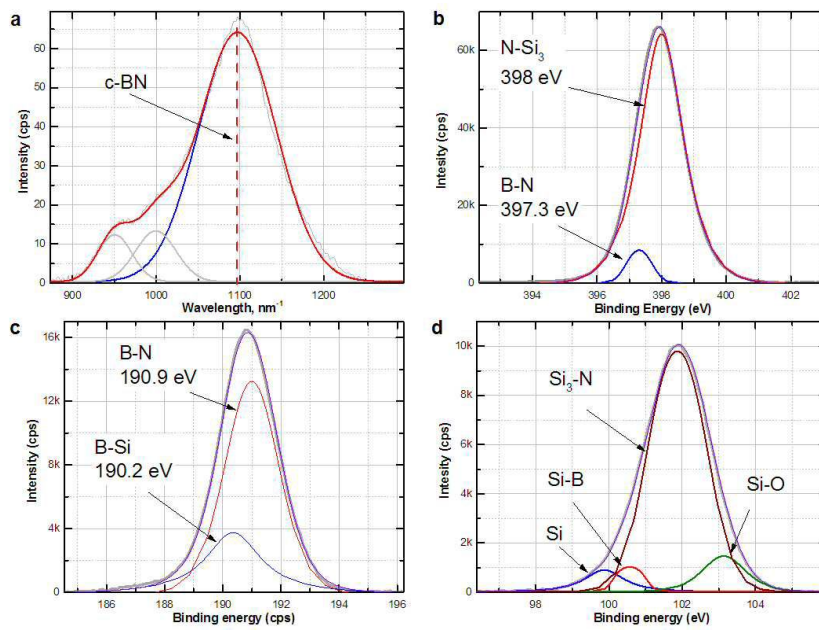 a
Intensity (cps)
60
50
40
30
20
10
0
c-BN
900 1000 1100 1200
Wavelength, nm⁻¹
b
Intesity (cps)
60k
40k
20k
0
N-Si₃
398 eV
B-N
397.3 eV
394 396 398 400 402
Binding Energy (eV)
c
Intensity (cps)
16k
12k
8k
4k
0
B-N
190.9 eV
B-Si
190.2 eV
186 188 190 192 194 196
Binding energy (cps)
d
Intesity (cps)
10k
8k
6k
4k
2k
0
Si₃-N
Si-B
Si
Si-O
98 100 102 104
Binding energy (eV)